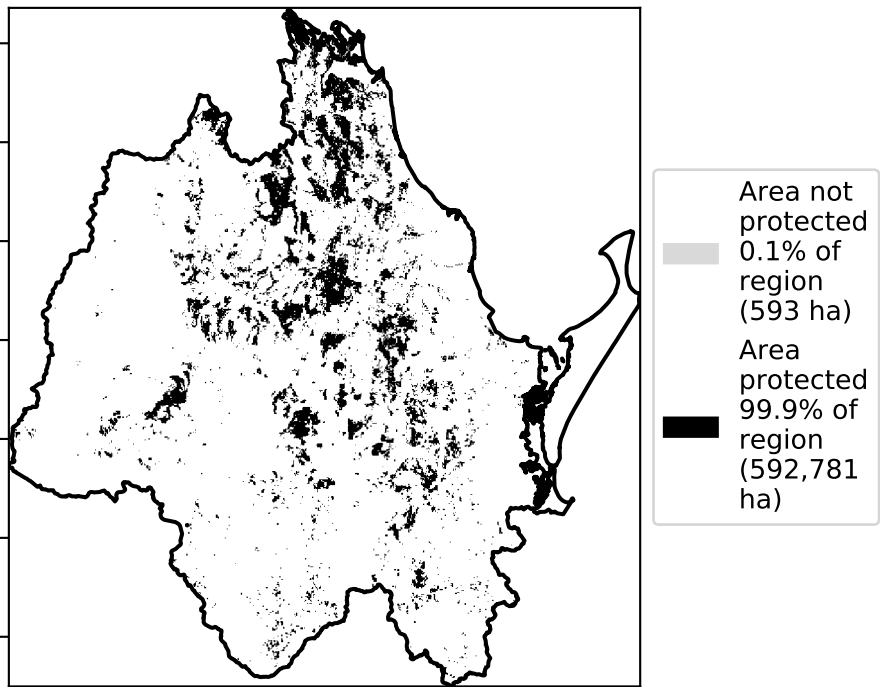 Area not
protected
0.1% of
region
(593 ha)
Area
protected
99.9% of
region
(592,781
ha)